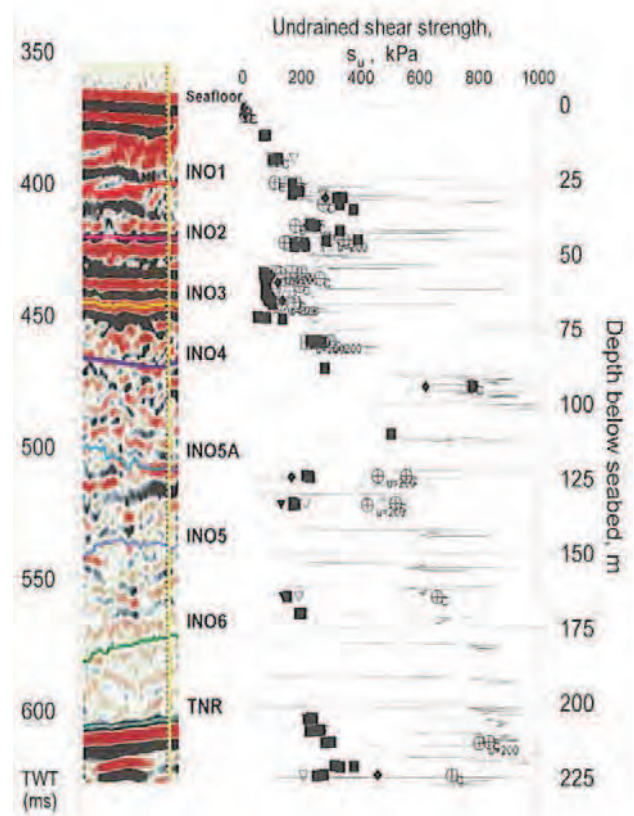 Undrained shear strength,
su , kPa
0 200 400 600 800 1000
350
400
450
500
550
600
TWT
(ms)
Seafloor
INO1
INO2
INO3
INO4
INO5A
INO5
INO6
TNR
0
25
50
75
100
125
150
175
200
225
Depth below seabed, m